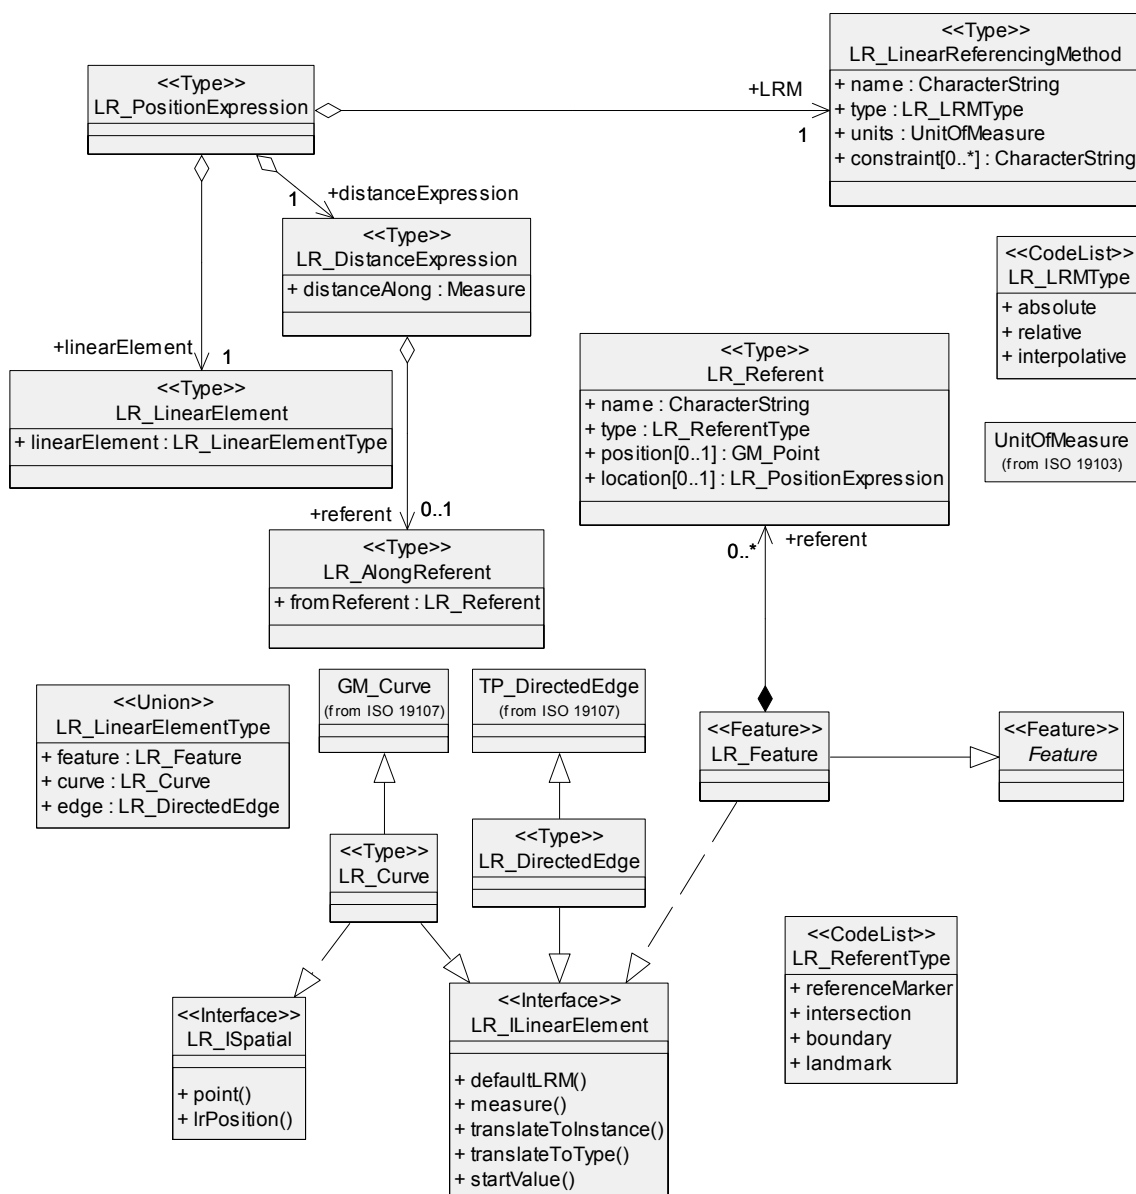 <<Type>>
LR_LinearReferencingMethod
+ name : CharacterString
+ type : LR_LRMType
+ units : UnitOfMeasure
+ constraint[0..*] : CharacterString
<<Type>>
LR_PositionExpression
+LRM
1
+distanceExpression
1
<<Type>>
LR_DistanceExpression
+ distanceAlong : Measure
<<CodeList>>
LR_LRMType
+ absolute
+ relative
+ interpolative
+linearElement
1
<<Type>>
LR_LinearElement
+ linearElement : LR_LinearElementType
<<Type>>
LR_Referent
+ name : CharacterString
+ type : LR_ReferentType
+ position[0..1] : GM_Point
+ location[0..1] : LR_PositionExpression
UnitOfMeasure
(from ISO 19103)
+referent
0..1
<<Type>>
LR_AlongReferent
+ fromReferent : LR_Referent
0..*
+referent
<<Union>>
LR_LinearElementType
+ feature : LR_Feature
+ curve : LR_Curve
+ edge : LR_DirectedEdge
GM_Curve
(from ISO 19107)
TP_DirectedEdge
(from ISO 19107)
<<Feature>>
LR_Feature
<<Feature>>
Feature
<<Type>>
LR_Curve
<<Type>>
LR_DirectedEdge
<<CodeList>>
LR_ReferentType
+ referenceMarker
+ intersection
+ boundary
+ landmark
<<Interface>>
LR_ISpatial
+ point()
+ lrPosition()
<<Interface>>
LR_ILinearElement
+ defaultLRM()
+ measure()
+ translateToInstance()
+ translateToType()
+ startValue()